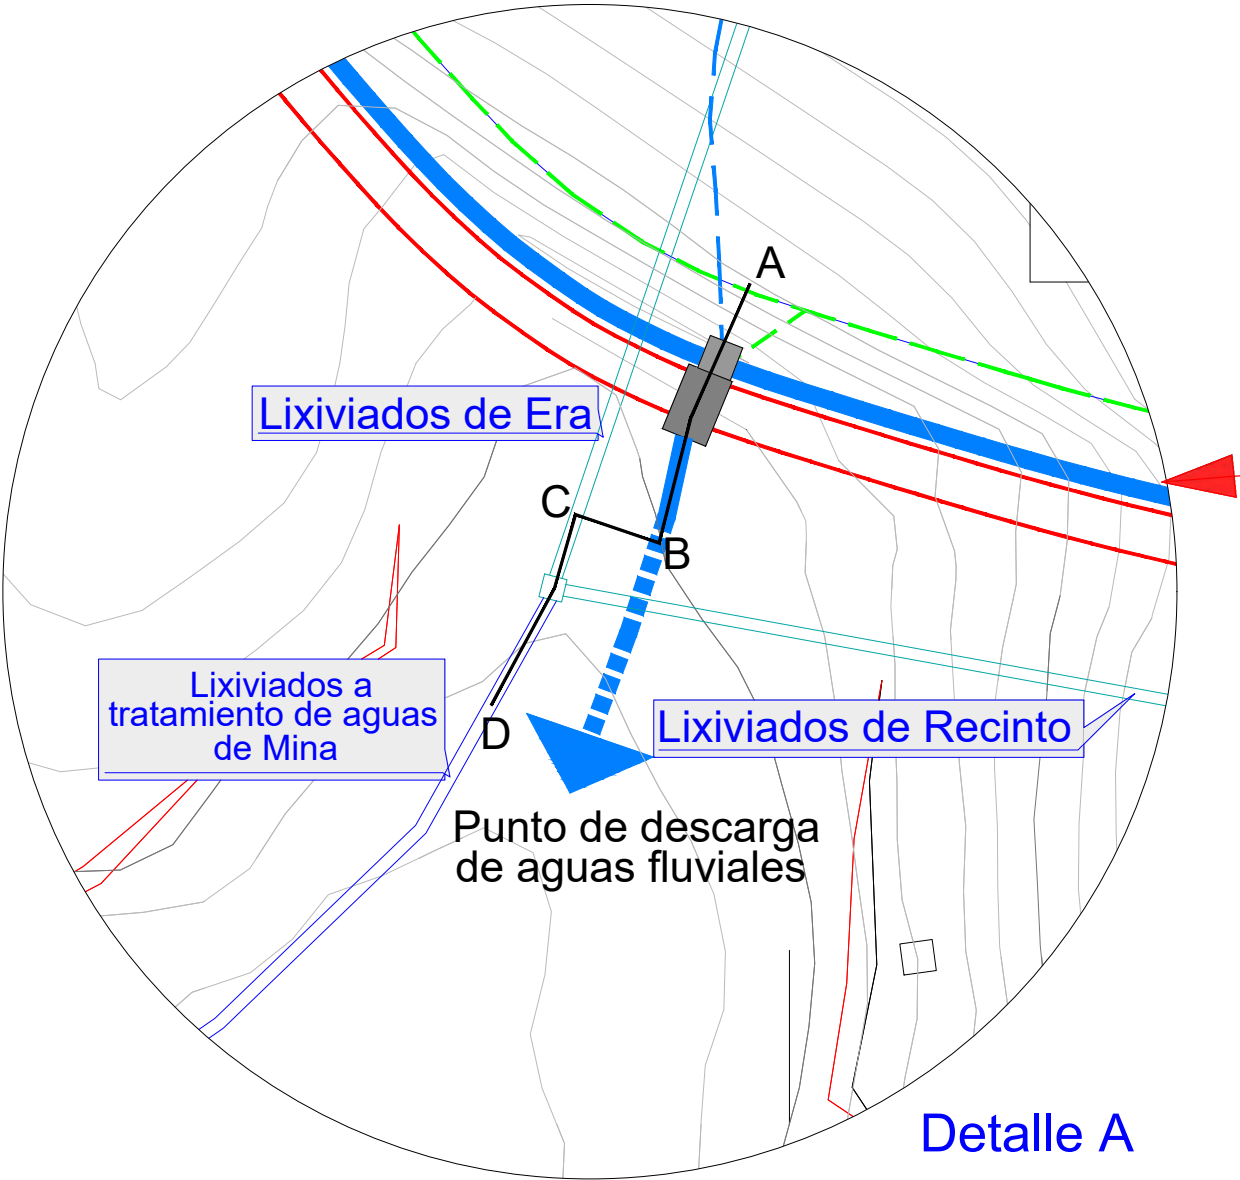 A
Lixiviados de Era
C
B
Lixiviados a
tratamiento de aguas
de Mina
D
Lixiviados de Recinto
Punto de descarga
de aguas fluviales
Detalle A